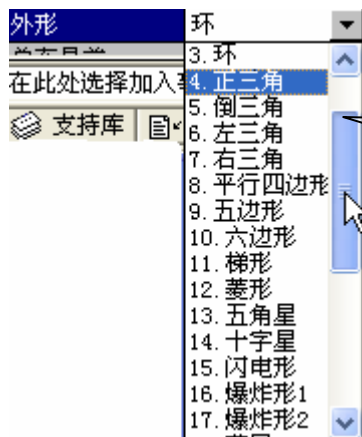 外形
环
3.环
在此处选择加入事
4.正三角
5.倒三角
支持库
6.左三角
7.右三角
8.平行四边形
9.五边形
10.六边形
11.梯形
12.菱形
13.五角星
14.十字星
15.闪电形
16.爆炸形1
17.爆炸形2